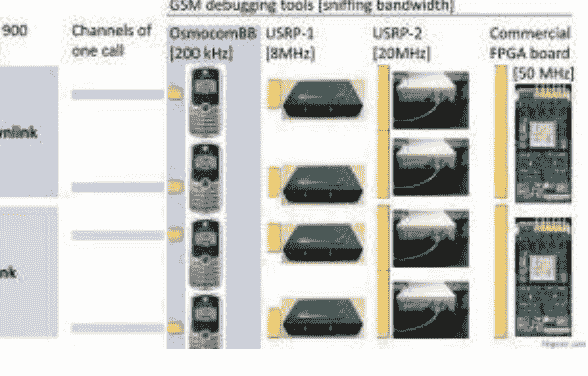 GSM debugging tools [sniffing bandwidth]
900
Channels of
one call
OsmocomBB
[200 kHz]
USRP-1
[8MHz]
USRP-2
[20MHz]
Commercial
FPGA board
[50 MHz]
wnlink
nk